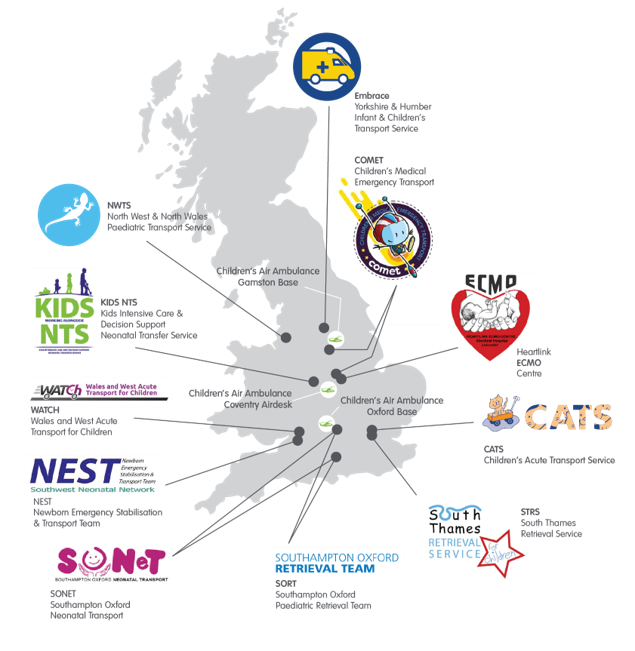 Embrace
Yorkshire & Humber
Infant & Children's
Transport Service
COMET
Children's Medical
Emergency Transport
comet
NWTS
North West & North Wales
Paediatric Transport Service
Children's Air Ambulance
Gamston Base
KIDS
NTS
KIDS NTS
Kids Intensive Care &
Decision Support
Neonatal Transfer Service
ECMO
Heartlink
ECMO
Centre
WATCh
Wales and West Acute
Transport for Children
WATCH
Wales and West Acute
Transport for Children
Children's Air Ambulance
Coventry Airdesk
Children's Air Ambulance
Oxford Base
CATS
CATS
Children's Acute Transport Service
NEST
Newborn
Emergency
Stabilisation &
Transport Team
Southwest Neonatal Network
NEST
Newborn Emergency Stabilisation
& Transport Team
South
Thames
RETRIEVAL
SERVICE
for
children
STRS
South Thames
Retrieval Service
SONeT
SOUTHAMPTON OXFORD NEONATAL TRANSPORT
SONET
Southampton Oxford
Neonatal Transport
SOUTHAMPTON OXFORD
RETRIEVAL TEAM
SORT
Southampton Oxford
Paediatric Retrieval Team